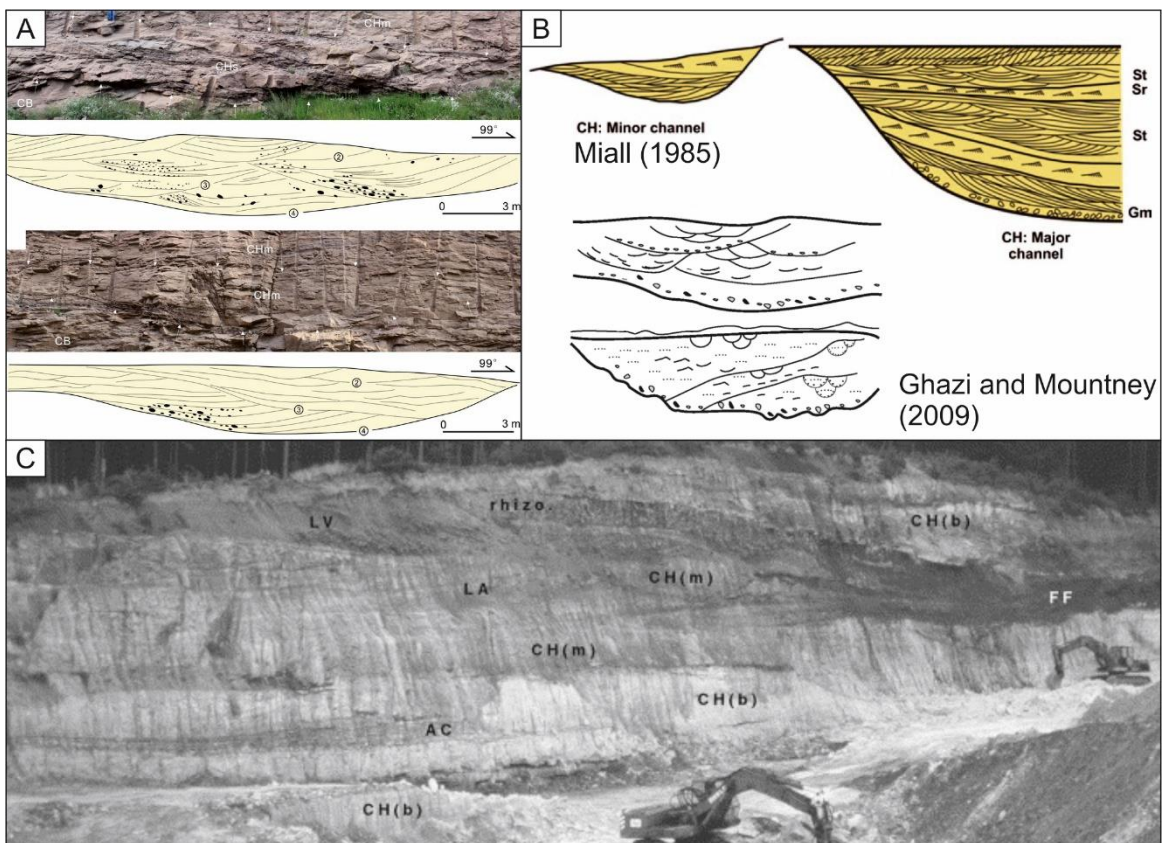 A
CHm
CHs
CB
99°
②
③
④
0 3 m
CHm
CHm
CB
99°
②
③
④
0 3 m
B
St
Sr
St
Gm
CH: Minor channel
Miall (1985)
CH: Major
channel
Ghazi and Mountney
(2009)
C
rhizo.
LV
CH(b)
LA
CH(m)
FF
CH(m)
CH(b)
AC
CH(b)